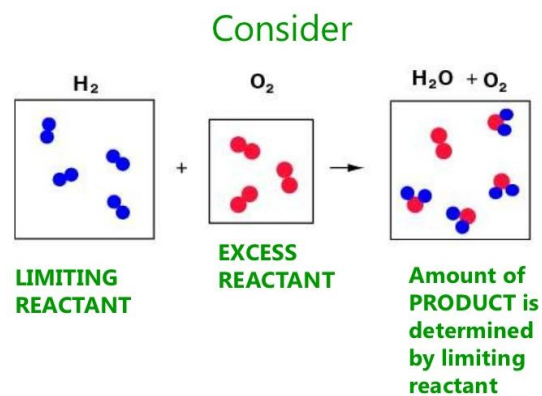 Consider
H₂
O₂
H₂O + O₂
+
LIMITING
REACTANT
EXCESS
REACTANT
Amount of
PRODUCT is
determined
by limiting
reactant